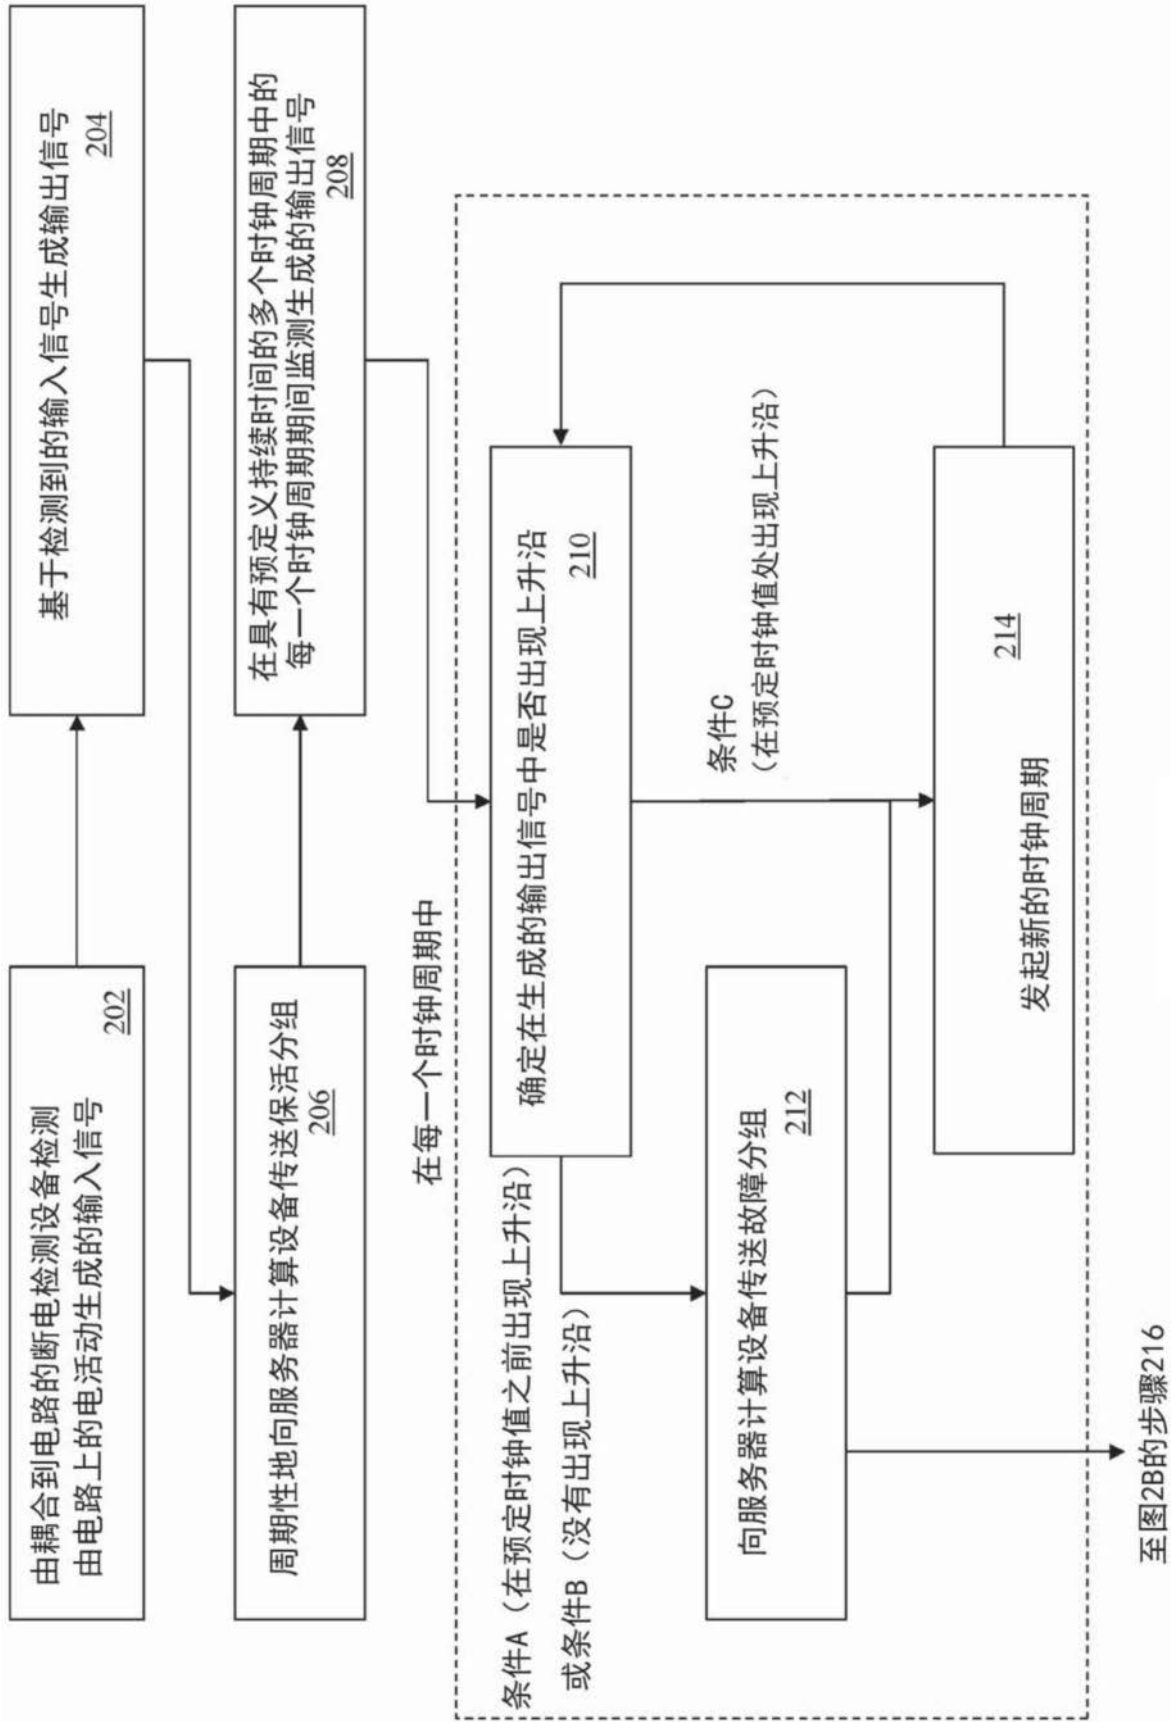 由耦合到电路的断电检测设备检测
由电路上的电活动生成的输入信号
202
基于检测到的输入信号生成输出信号
204
周期性地向服务器计算设备传送保活分组
206
在具有预定义持续时间的多个时钟周期中的
每一个时钟周期期间监测生成的输出信号
208
在每一个时钟周期中
确定在生成的输出信号中是否出现上升沿
210
条件A（在预定时钟值之前出现上升沿）
或条件B（没有出现上升沿）
条件C
（在预定时钟值处出现上升沿）
向服务器计算设备传送故障分组
212
214
发起新的时钟周期
至图2B的步骤216